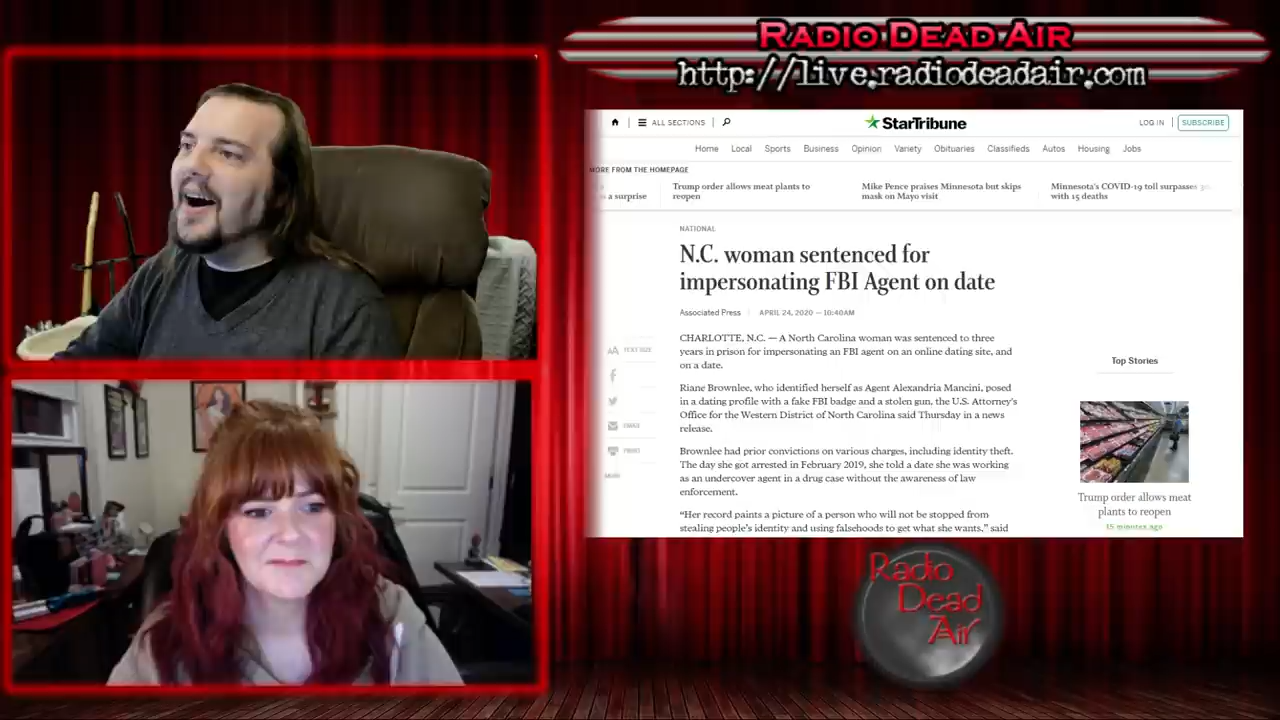 RADIO DEAD AIR
http://live.radiodeadair.com
ALL SECTIONS
StarTribune
LOG IN
SUBSCRIBE
Home Local Sports Business Opinion Variety Obituaries Classifieds Autos Housing Jobs
MORE FROM THE HOMEPAGE
a surprise
Trump order allows meat plants to
reopen
Mike Pence praises Minnesota but skips
mask on Mayo visit
Minnesota's COVID-19 toll surpasses
with 15 deaths
NATIONAL
N.C. woman sentenced for
impersonating FBI Agent on date
Associated Press
APRIL 24, 2020 — 10:40AM
CHARLOTTE, N.C. — A North Carolina woman was sentenced to three
years in prison for impersonating an FBI agent on an online dating site, and
on a date.
Riane Brownlee, who identified herself as Agent Alexandria Mancini, posed
in a dating profile with a fake FBI badge and a stolen gun, the U.S. Attorney's
Office for the Western District of North Carolina said Thursday in a news
release.
Brownlee had prior convictions on various charges, including identity theft.
The day she got arrested in February 2019, she told a date she was working
as an undercover agent in a drug case without the awareness of law
enforcement.
“Her record paints a picture of a person who will not be stopped from
stealing people's identity and using falsehoods to get what she wants,” said
AA TEXT SIZE
EMAIL
PRINT
MORE
Top Stories
Trump order allows meat
plants to reopen
15 minutes ago
Radio
Dead
Air